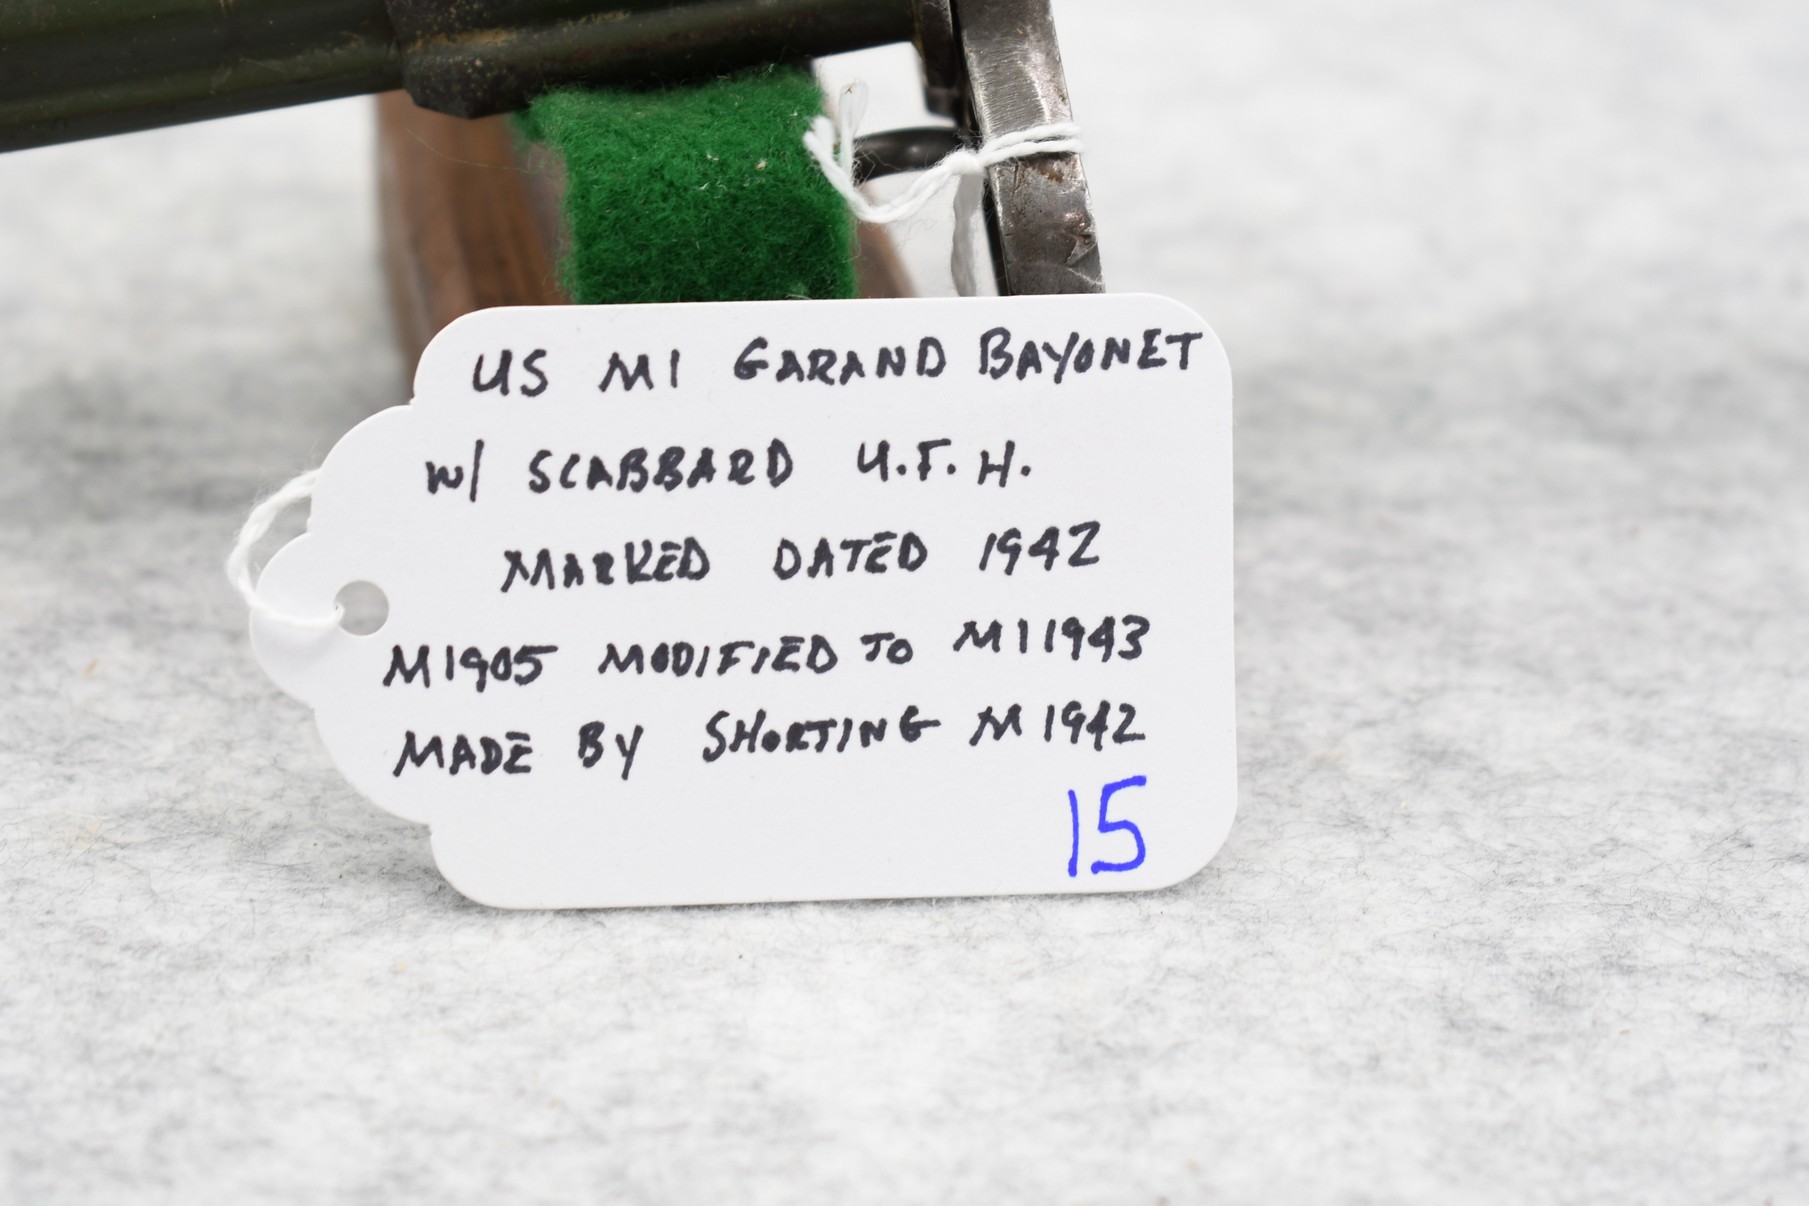 US M1 GARAND BAYONET
W/ SCABBARD U.F.H.
MARKED DATED 1942
M1905 MODIFIED TO M11943
MADE BY SHORTING M1942
15